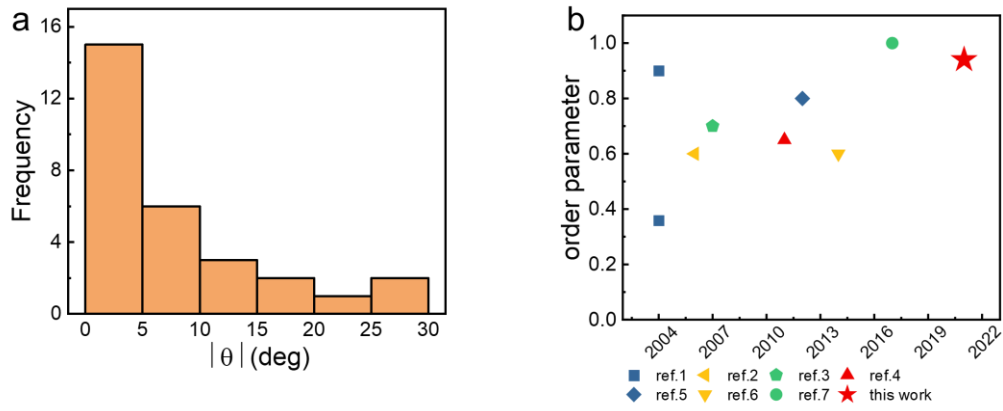 a
16
12
8
4
0
Frequency
0 5 10 15 20 25 30
|θ| (deg)
b
1.0
0.8
0.6
0.4
0.2
0.0
order parameter
2004 2007 2010 2013 2016 2019 2022
ref.1 ref.2 ref.3 ref.4
ref.5 ref.6 ref.7 this work